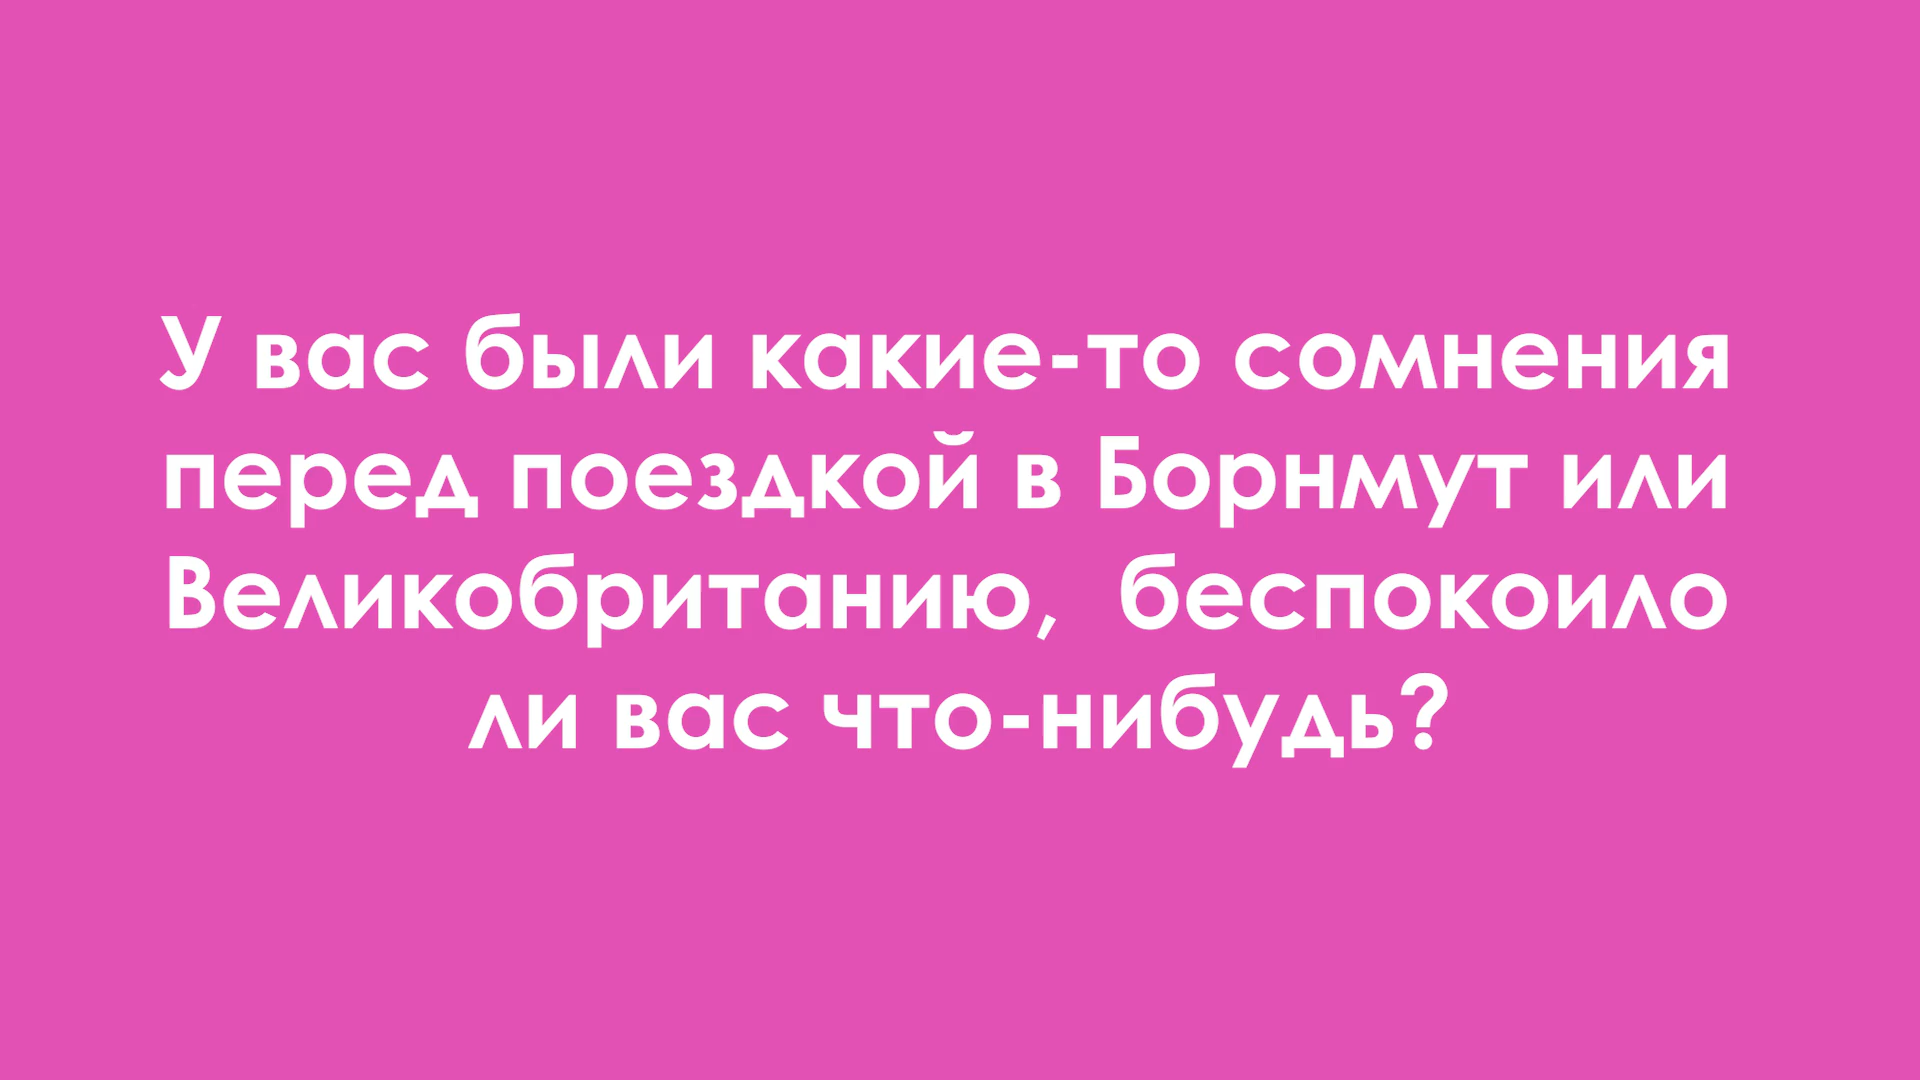 У вас были какие-то сомнения
перед поездкой в Борнмут или
Великобританию,  беспокоило
ли вас что-нибудь?